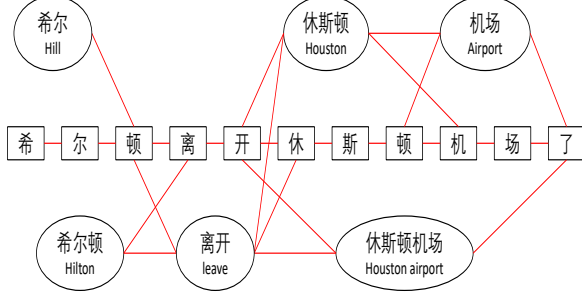 希尔
Hill
休斯顿
Houston
机场
Airport
希 尔 顿 离 开 休 斯 顿 机 场 了
希尔顿
Hilton
离开
leave
休斯顿机场
Houston airport